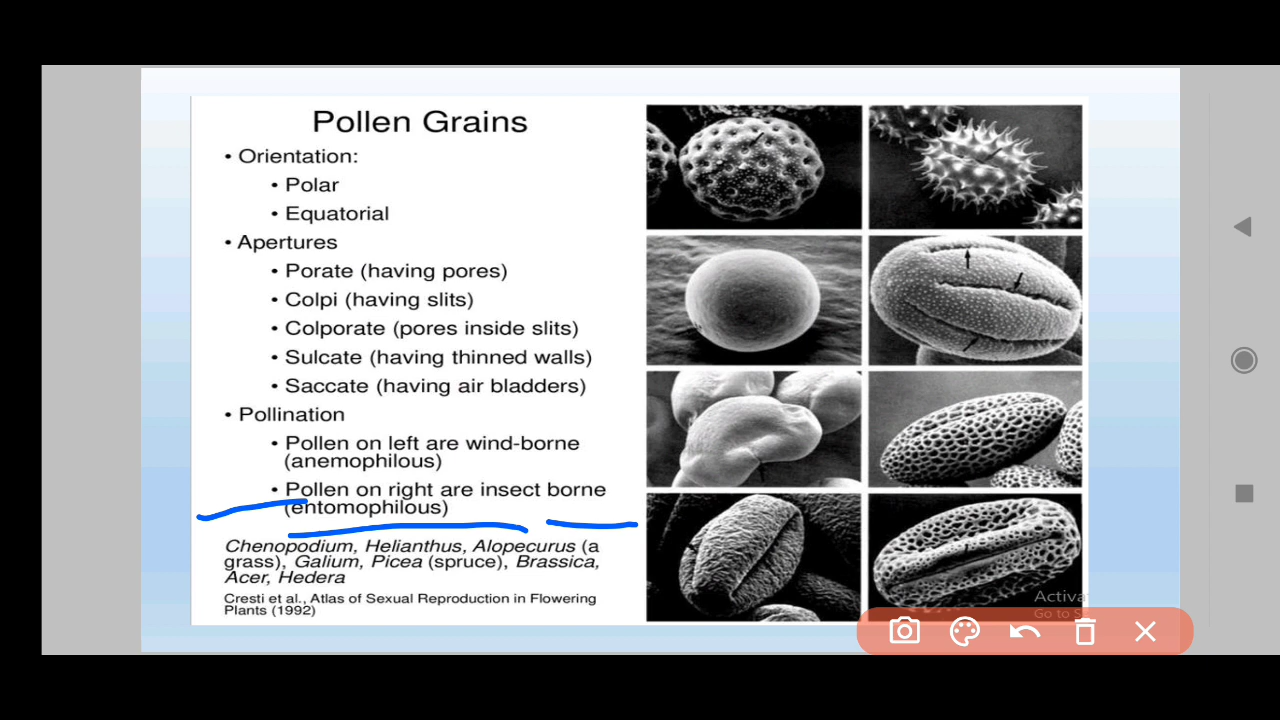 Pollen Grains
• Orientation:
• Polar
• Equatorial
• Apertures
• Porate (having pores)
• Colpi (having slits)
• Colporate (pores inside slits)
• Sulcate (having thinned walls)
• Saccate (having air bladders)
• Pollination
• Pollen on left are wind-borne
(anemophilous)
• Pollen on right are insect borne
(entomophilous)
Chenopodium, Helianthus, Alopecurus (a
grass), Galium, Picea (spruce), Brassica,
Acer, Hedera
Cresti et al., Atlas of Sexual Reproduction in Flowering
Plants (1992)
Activa
Go to S